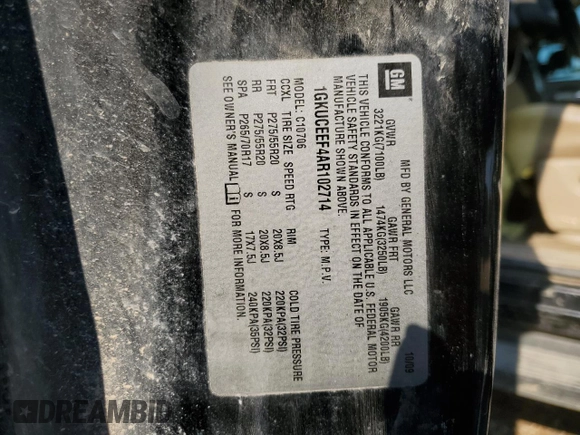 GM
MFD BY GENERAL MOTORS LLC 10/09
GVWR GAWR FRT GAWR RR
3221KG(7100LB) 1474KG(3250LB) 1905KG(4200LB)
THIS VEHICLE CONFORMS TO ALL APPLICABLE U.S. FEDERAL MOTOR
VEHICLE SAFETY STANDARDS IN EFFECT ON THE DATE OF
MANUFACTURE SHOWN ABOVE.
1GKUCEEF4AR102714 TYPE: M.P.V.
MODEL: C10706
CCXL TIRE SIZE SPEED RTG RIM COLD TIRE PRESSURE
FRT P275/55R20 S 20X8.5J 220KPA(32PSI)
RR P275/55R20 S 20X8.5J 220KPA(32PSI)
SPA P265/70R17 S 17X7.5J 240KPA(35PSI)
SEE OWNER'S MANUAL FOR MORE INFORMATION.
DREAMBID